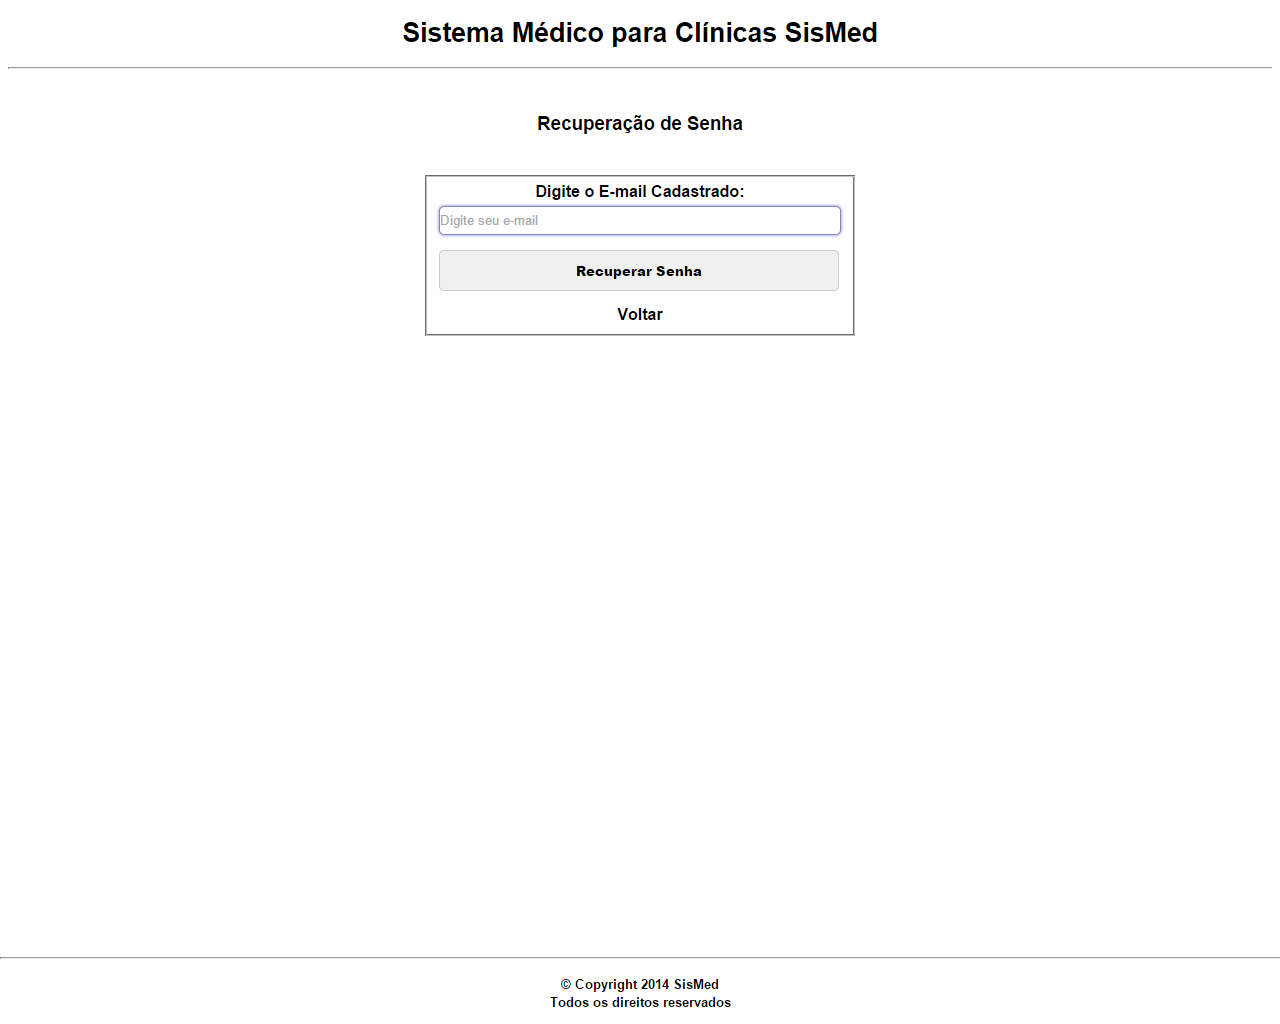 Sistema Médico para Clínicas SisMed
Recuperação de Senha
Digite o E-mail Cadastrado:
Digite seu e-mail
Recuperar Senha
Voltar
© Copyright 2014 SisMed
Todos os direitos reservados